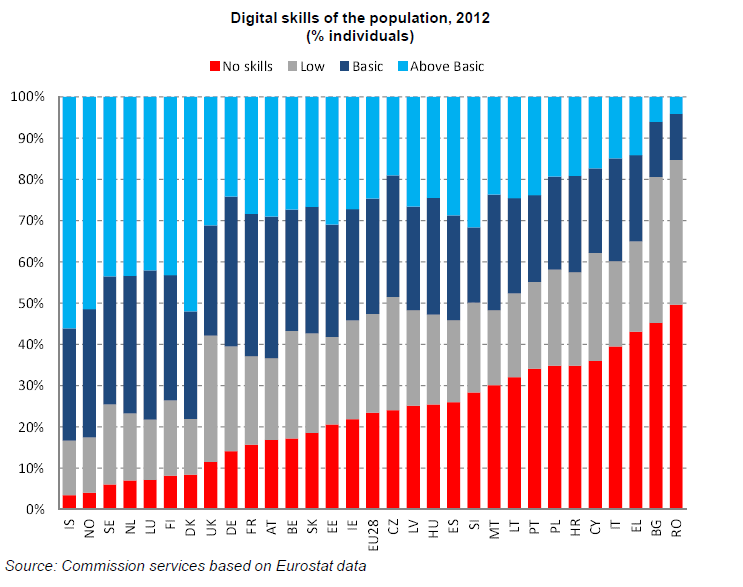 Digital skills of the population, 2012
(% individuals)
No skills Low Basic Above Basic
100%
90%
80%
70%
60%
50%
40%
30%
20%
10%
0%
IS NO SE NL LU FI DK UK DE FR AT BE SK EE IE EU28 CZ LV HU ES SI MT LT PT PL HR CY IT EL BG RO
Source: Commission services based on Eurostat data